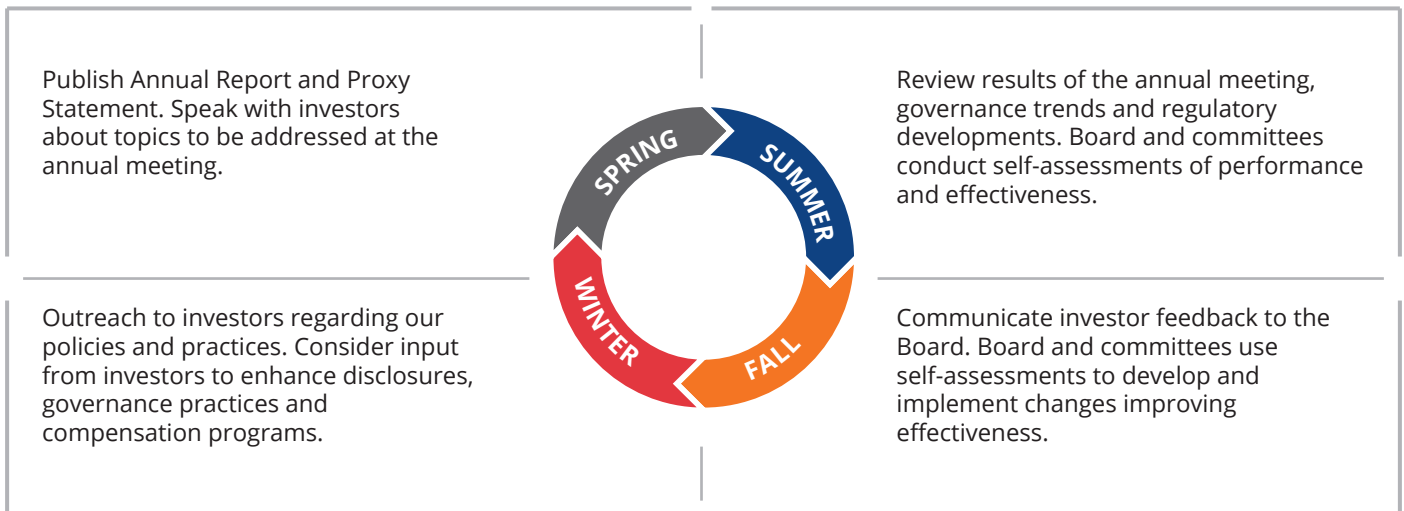 Publish Annual Report and Proxy
Statement. Speak with investors
about topics to be addressed at the
annual meeting.
Review results of the annual meeting,
governance trends and regulatory
developments. Board and committees
conduct self-assessments of performance
and effectiveness.
SPRING
SUMMER
WINTER
FALL
Outreach to investors regarding our
policies and practices. Consider input
from investors to enhance disclosures,
governance practices and
compensation programs.
Communicate investor feedback to the
Board. Board and committees use
self-assessments to develop and
implement changes improving
effectiveness.